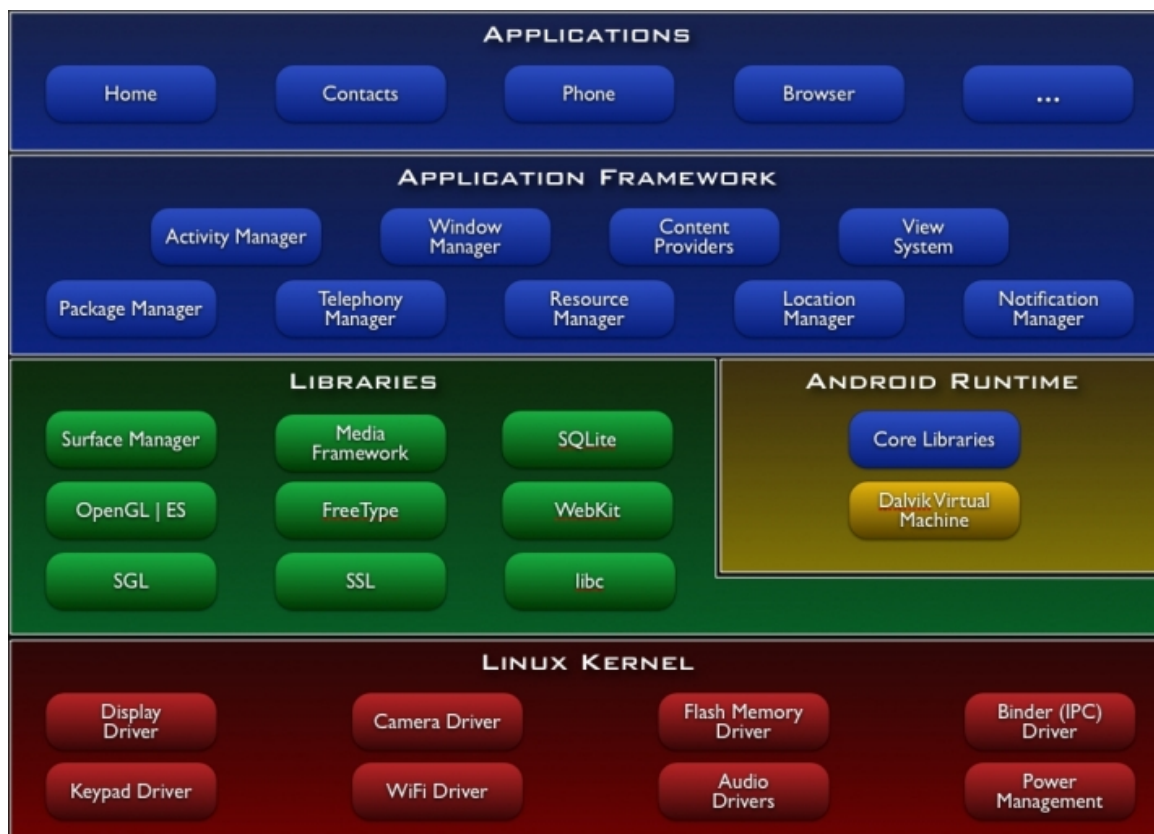 APPLICATIONS
Home
Contacts
Phone
Browser
...
APPLICATION FRAMEWORK
Activity Manager
Window
Manager
Content
Providers
View
System
Package Manager
Telephony
Manager
Resource
Manager
Location
Manager
Notification
Manager
LIBRARIES
Surface Manager
Media
Framework
SQLite
OpenGL | ES
FreeType
WebKit
SGL
SSL
libc
ANDROID RUNTIME
Core Libraries
Dalvik Virtual
Machine
LINUX KERNEL
Display
Driver
Camera Driver
Flash Memory
Driver
Binder (IPC)
Driver
Keypad Driver
WiFi Driver
Audio
Drivers
Power
Management